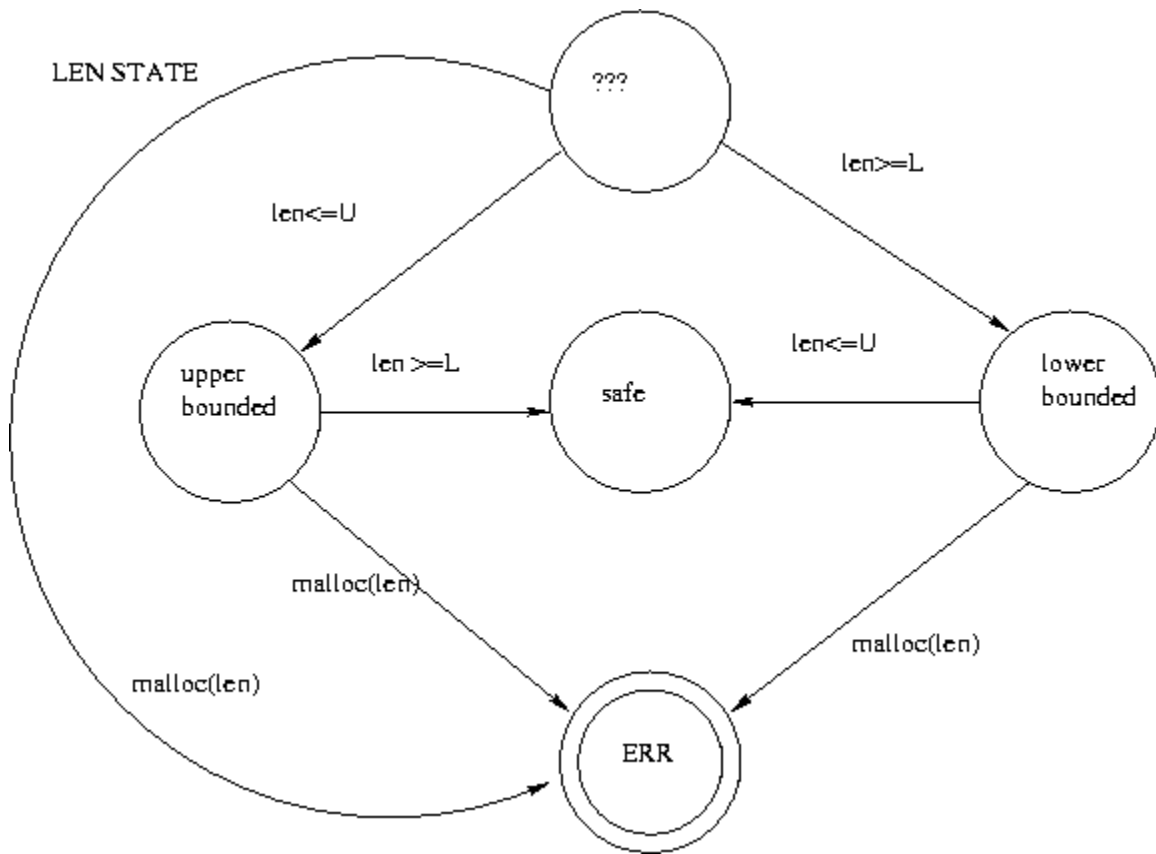 LEN STATE
???
len>=L
len<=U
len >=L
len<=U
upper
bounded
safe
lower
bounded
malloc(len)
malloc(len)
malloc(len)
ERR